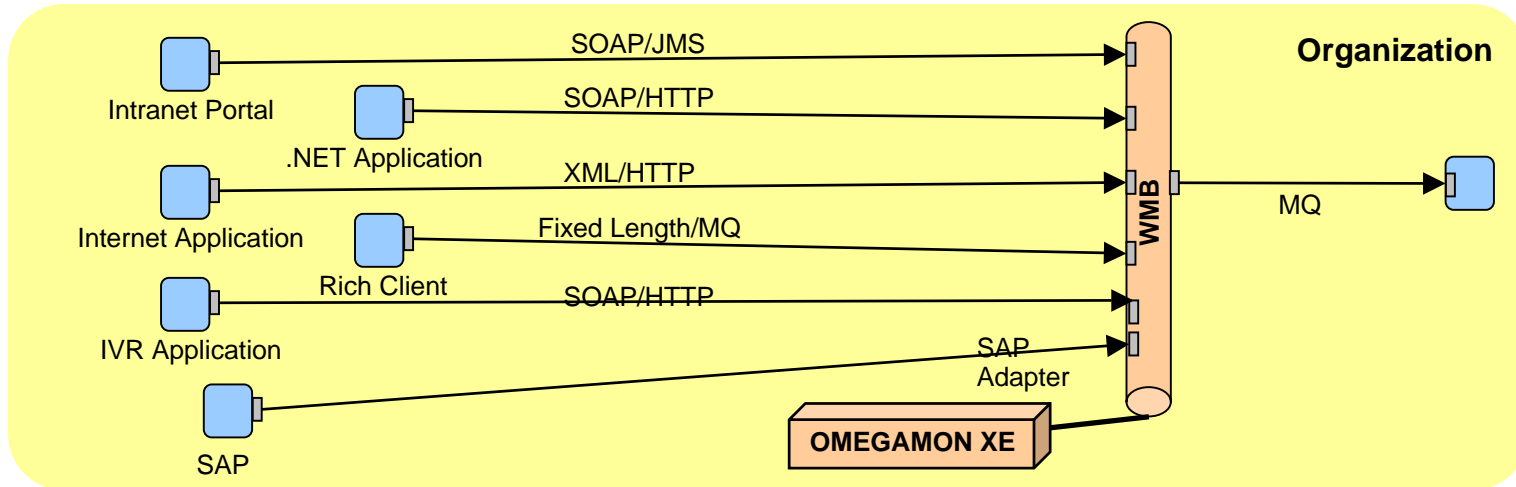 SOAP/JMS
Organization
Intranet Portal
SOAP/HTTP
.NET Application
XML/HTTP
WMB
MQ
Internet Application
Fixed Length/MQ
Rich Client
SOAP/HTTP
IVR Application
SAP
Adapter
OMEGAMON XE
SAP